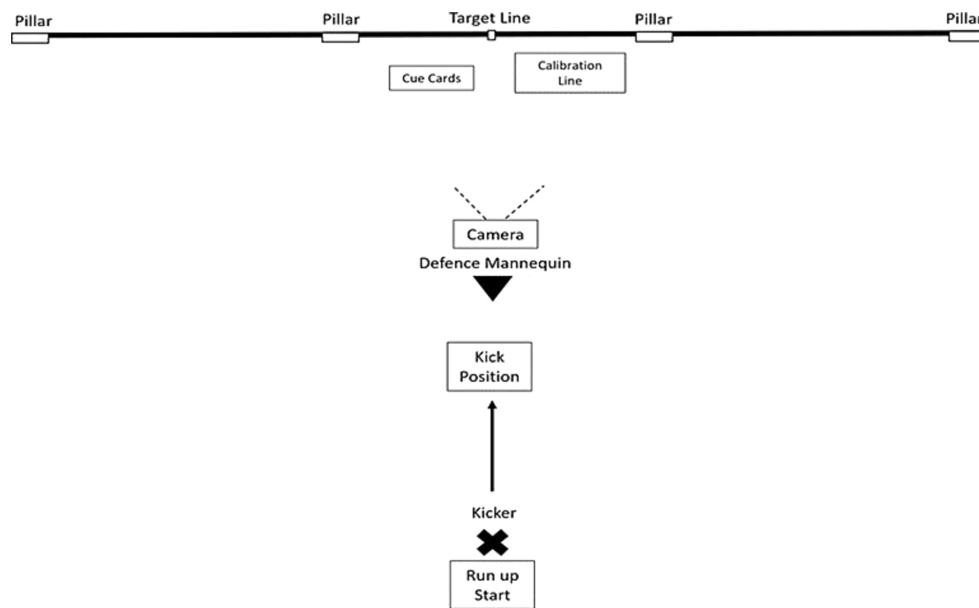 Pillar
Pillar
Target Line
Pillar
Pillar
Cue Cards
Calibration
Line
Camera
Defence Mannequin
Kick
Position
Kicker
Run up
Start